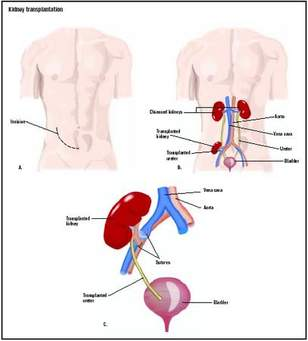 Kidney transplantation
Incision
A.
Diseased kidneys
Transplanted
kidney
Transplanted
ureter
Aorta
Vena cava
Ureter
Bladder
B.
Vena cava
Aorta
Transplanted
kidney
Sutures
Transplanted
ureter
Bladder
C.